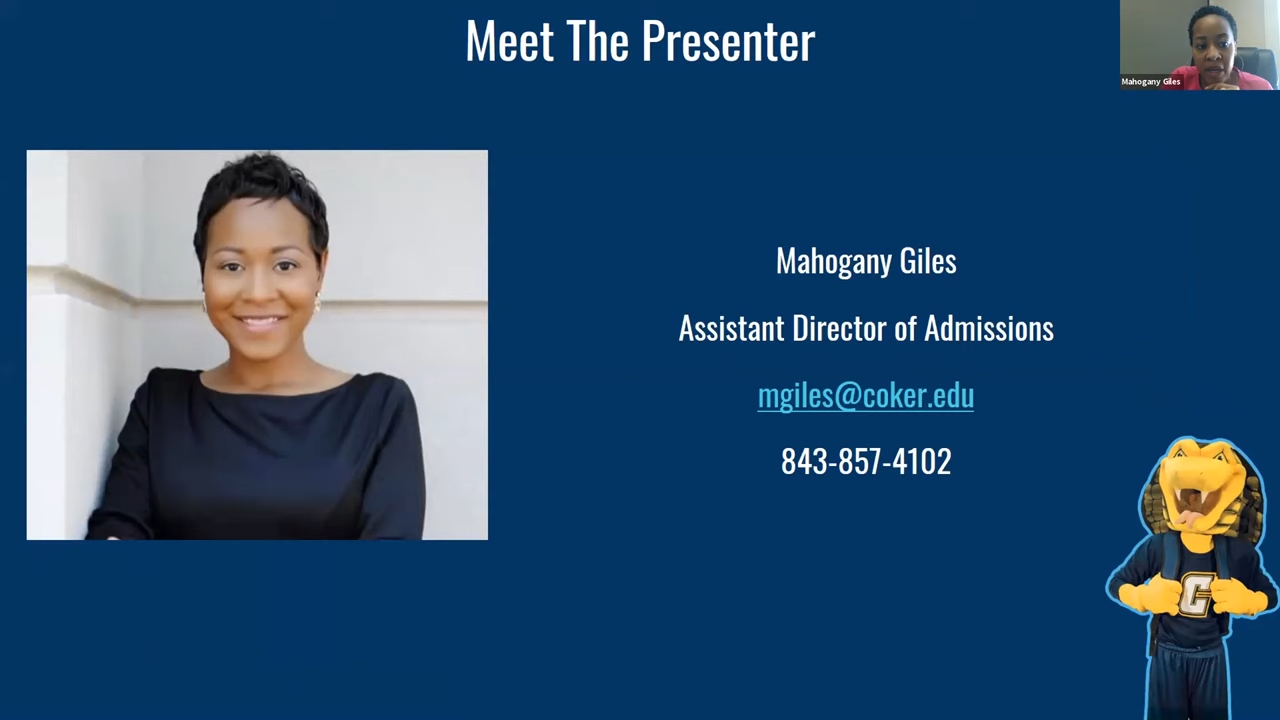 Meet The Presenter
Mahogany Giles
Mahogany Giles
Assistant Director of Admissions
mgiles@coker.edu
843-857-4102
C